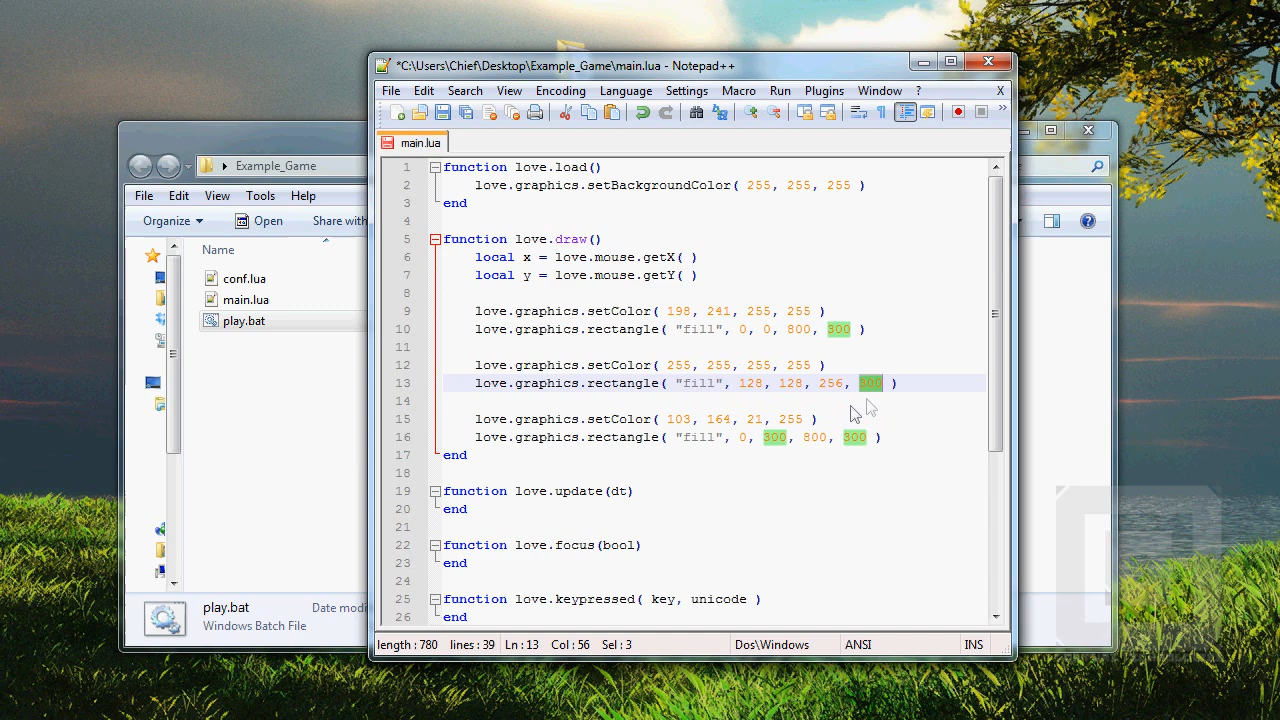 *C:\Users\Chief\Desktop\Example_Game\main.lua - Notepad++
File Edit Search View Encoding Language Settings Macro Run Plugins Window ? X
main.lua
1 function love.load()
2 love.graphics.setBackgroundColor( 255, 255, 255 )
3 end
4
5 function love.draw()
6 local x = love.mouse.getX( )
7 local y = love.mouse.getY( )
8
9 love.graphics.setColor( 198, 241, 255, 255 )
10 love.graphics.rectangle( "fill", 0, 0, 800, 300 )
11
12 love.graphics.setColor( 255, 255, 255, 255 )
13 love.graphics.rectangle( "fill", 128, 128, 256, 300 )
14
15 love.graphics.setColor( 103, 164, 21, 255 )
16 love.graphics.rectangle( "fill", 0, 300, 800, 300 )
17 end
18
19 function love.update(dt)
20 end
21
22 function love.focus(bool)
23 end
24
25 function love.keypressed( key, unicode )
26 end
length : 780 lines : 39 Ln : 13 Col : 56 Sel : 3 Dos\Windows ANSI INS
Example_Game
File Edit View Tools Help
Organize Open Share with
Name
conf.lua
main.lua
play.bat
play.bat Date modi
Windows Batch File